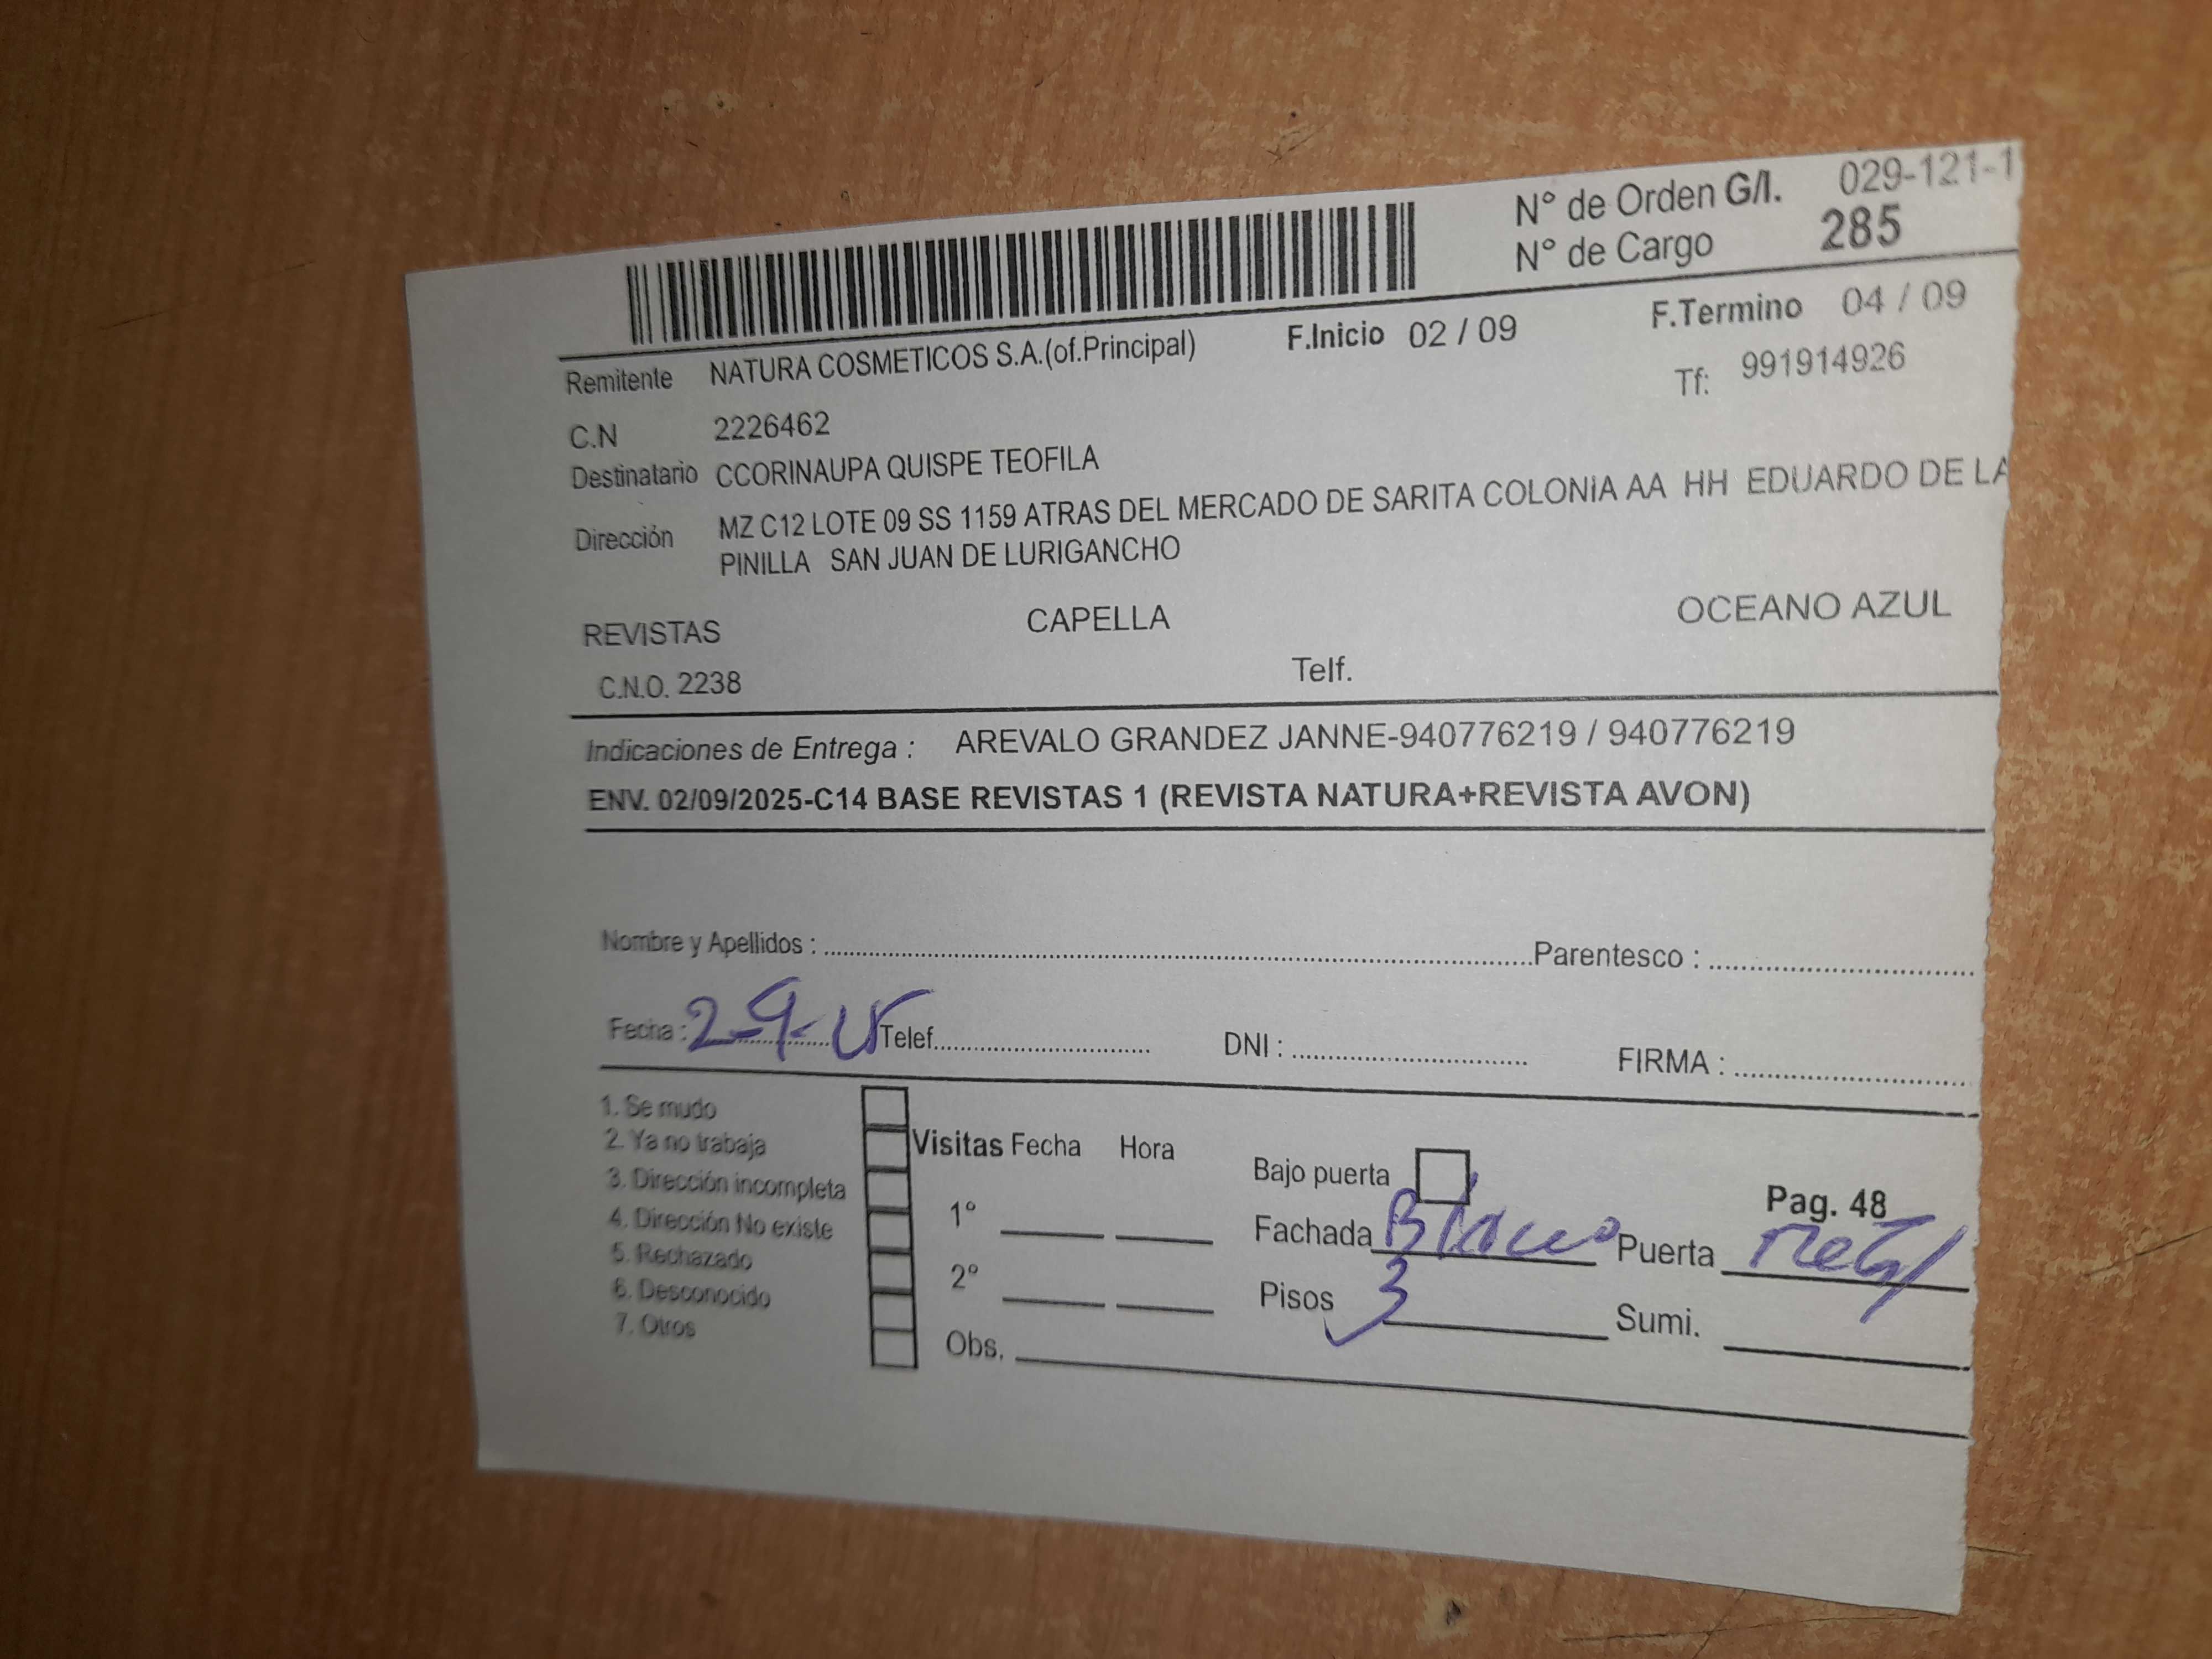 N° de Orden G/I. 029-121-1
N° de Cargo 285
F.Inicio 02 / 09 F.Termino 04 / 09
Remitente NATURA COSMETICOS S.A.(of.Principal) Tf: 991914926
C.N 2226462
Destinatario CCORINAUPA QUISPE TEOFILA
Dirección MZ C12 LOTE 09 SS 1159 ATRAS DEL MERCADO DE SARITA COLONIA AA HH EDUARDO DE LA
PINILLA SAN JUAN DE LURIGANCHO
REVISTAS CAPELLA OCEANO AZUL
C.N.O. 2238 Telf.
Indicaciones de Entrega : AREVALO GRANDEZ JANNE-940776219 / 940776219
ENV. 02/09/2025-C14 BASE REVISTAS 1 (REVISTA NATURA+REVISTA AVON)
Nombre y Apellidos : Parentesco :
Fecha : 2-9- Telef. DNI : FIRMA :
1. Se mudo
2. Ya no trabaja
3. Dirección incompleta
4. Dirección No existe
5. Rechazado
6. Desconocido
7. Otros
Visitas Fecha Hora
1°
2°
Obs.
Bajo puerta
Pag. 48
Fachada Blanco Puerta metal
Pisos 3 Sumi.